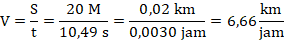 V = S/t = 20 M/10,49 s = 0,02 km/0,0030 jam = 6,66 km/jam